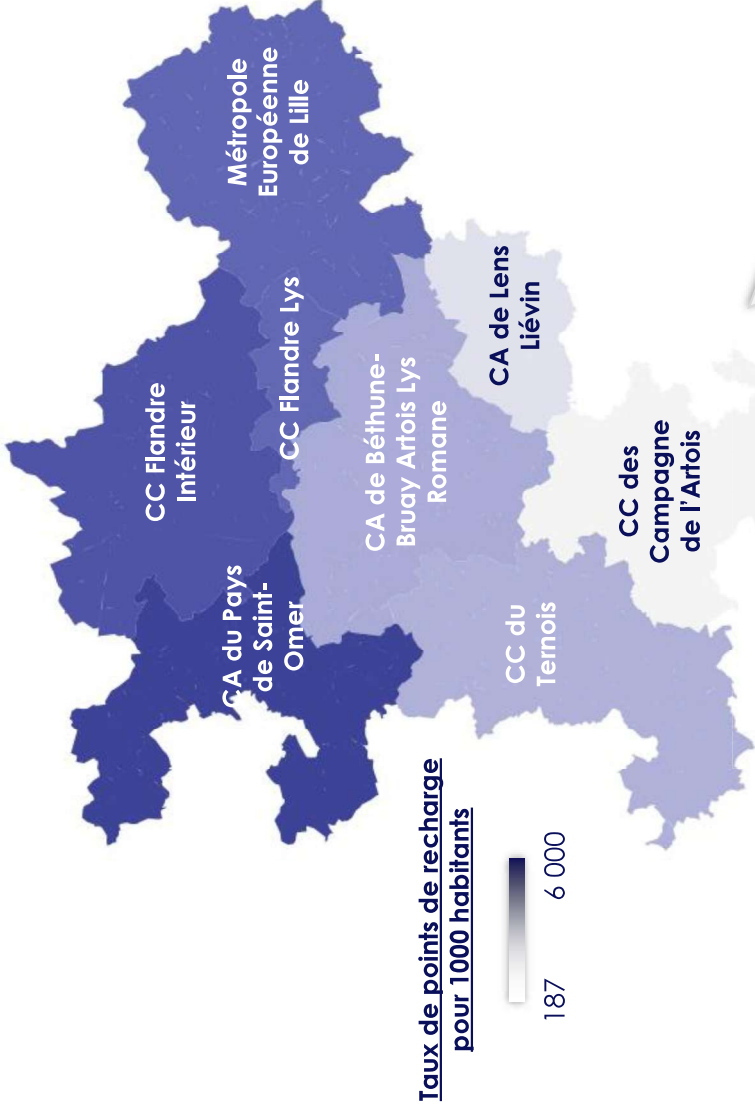 Métropole
Européenne
de Lille
CC Flandre
Intérieur
CC Flandre Lys
CA du Pays
de Saint-
Omer
CA de Béthune-
Bruay Artois Lys
Romane
CA de Lens
Liévin
CC du
Ternois
CC des
Campagne
de l'Artois
Taux de points de recharge
pour 1000 habitants
187 6 000